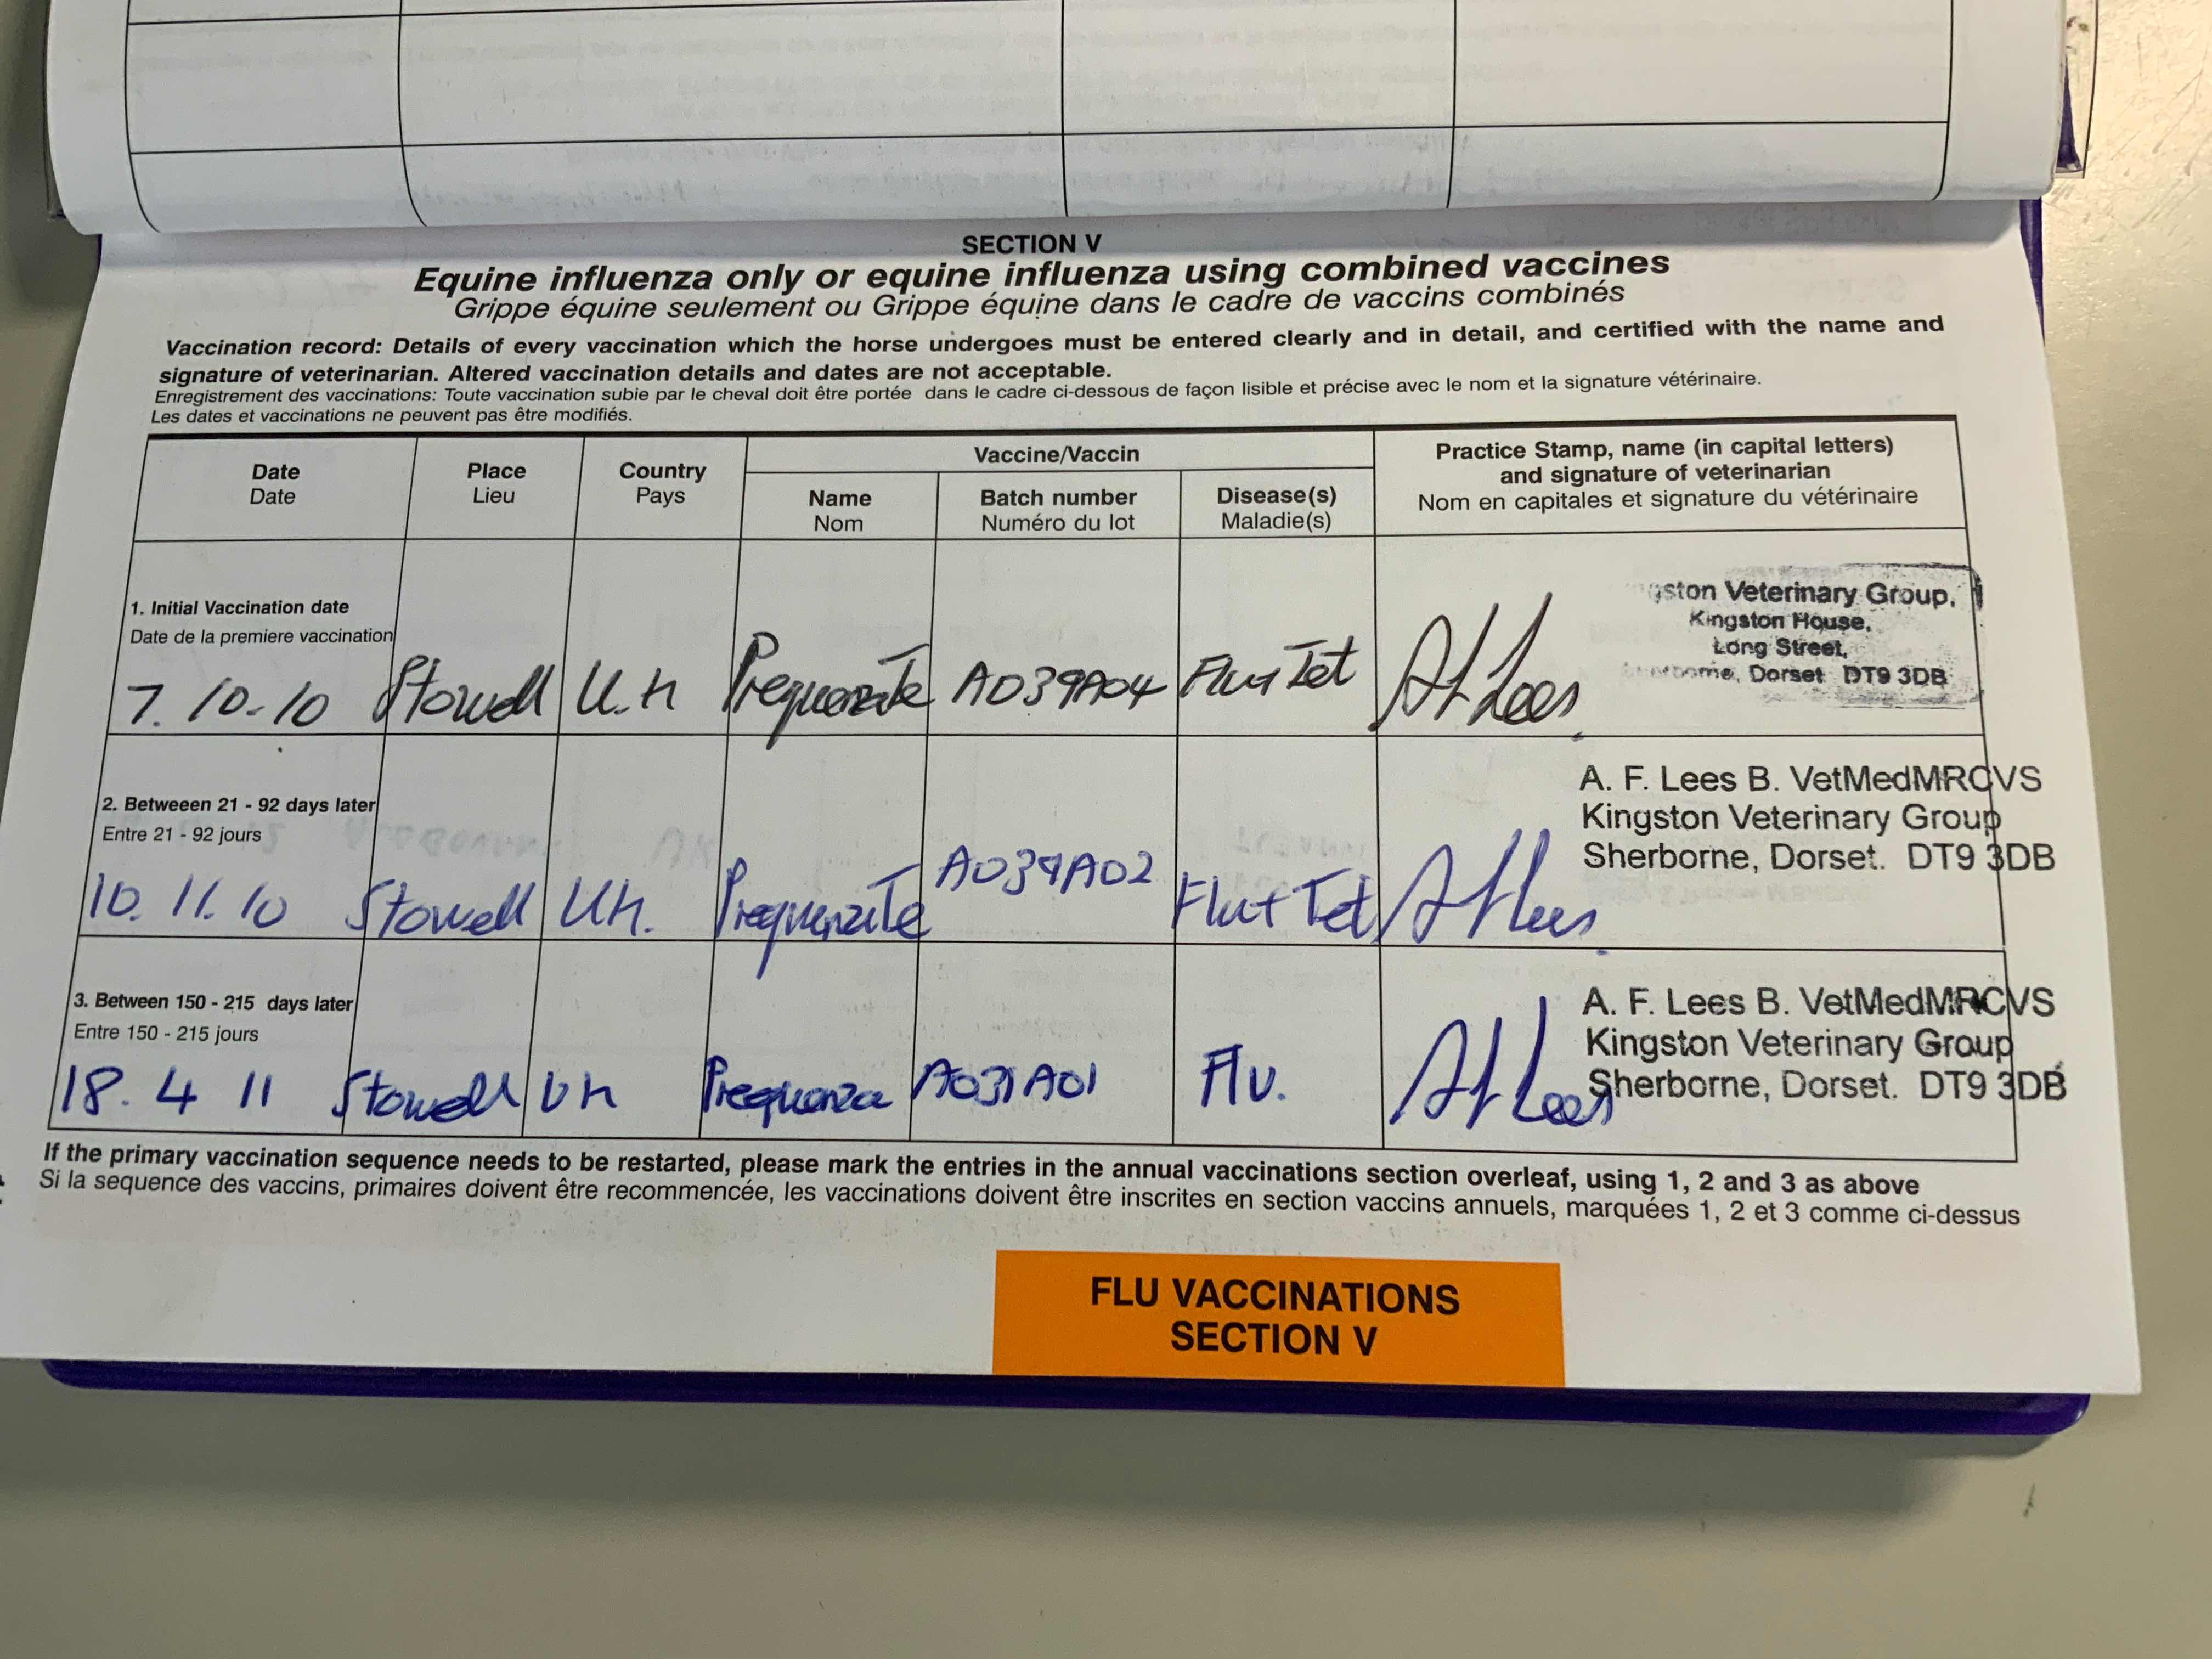 SECTION V
Equine influenza only or equine influenza using combined vaccines
Grippe équine seulement ou Grippe équine dans le cadre de vaccins combinés
Vaccination record: Details of every vaccination which the horse undergoes must be entered clearly and in detail, and certified with the name and
signature of veterinarian. Altered vaccination details and dates are not acceptable.
Enregistrement des vaccinations: Toute vaccination subie par le cheval doit être portée dans le cadre ci-dessous de façon lisible et précise avec le nom et la signature vétérinaire.
Les dates et vaccinations ne peuvent pas être modifiés.
Date
Date
Place
Lieu
Country
Pays
Vaccine/Vaccin
Name
Nom
Batch number
Numéro du lot
Disease(s)
Maladie(s)
Practice Stamp, name (in capital letters)
and signature of veterinarian
Nom en capitales et signature du vétérinaire
1. Initial Vaccination date
Date de la premiere vaccination
7. 10-10 Stowell U.K Prequenza Te A039A04 Flu+Tet AF Lees
Veterinary Group,
Kingston House,
Long Street,
Dorset DT9 3DB
2. Betweeen 21 - 92 days later
Entre 21 - 92 jours
10. 11. 10 Stowell UK. Prequenza Te A039A02 Flu+Tet AF Lees
A. F. Lees B. VetMedMRCVS
Kingston Veterinary Group
Sherborne, Dorset. DT9 3DB
3. Between 150 - 215 days later
Entre 150 - 215 jours
18. 4 11 Stowell UK Prequenza A031A01 Flu. AF Lees
A. F. Lees B. VetMedMRCVS
Kingston Veterinary Group
Sherborne, Dorset. DT9 3DB
If the primary vaccination sequence needs to be restarted, please mark the entries in the annual vaccinations section overleaf, using 1, 2 and 3 as above
Si la sequence des vaccins, primaires doivent être recommencée, les vaccinations doivent être inscrites en section vaccins annuels, marquées 1, 2 et 3 comme ci-dessus
FLU VACCINATIONS
SECTION V